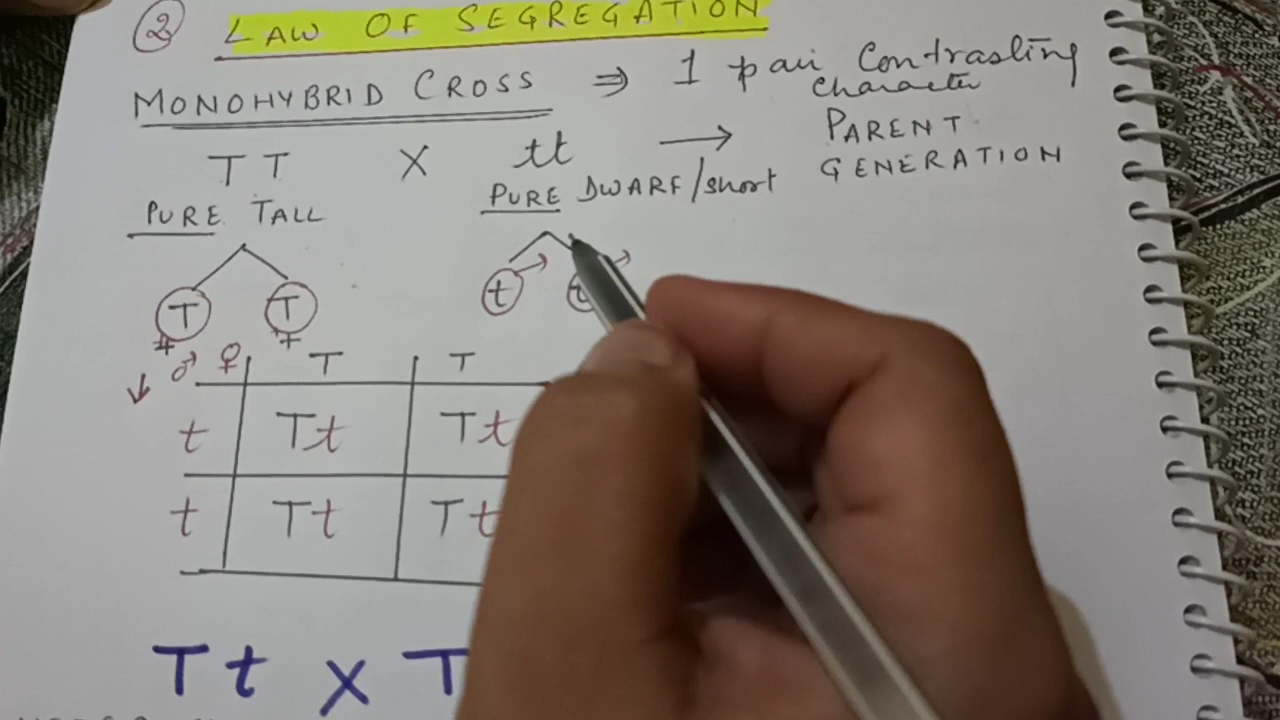 ② LAW OF SEGREGATION
MONOHYBRID CROSS ⇒ 1 pair Contrasting
character
TT X tt → PARENT
GENERATION
PURE TALL PURE DWARF/short
T T t t
♂ ♀ T T
↓
t Tt Tt
t Tt Tt
Tt X T